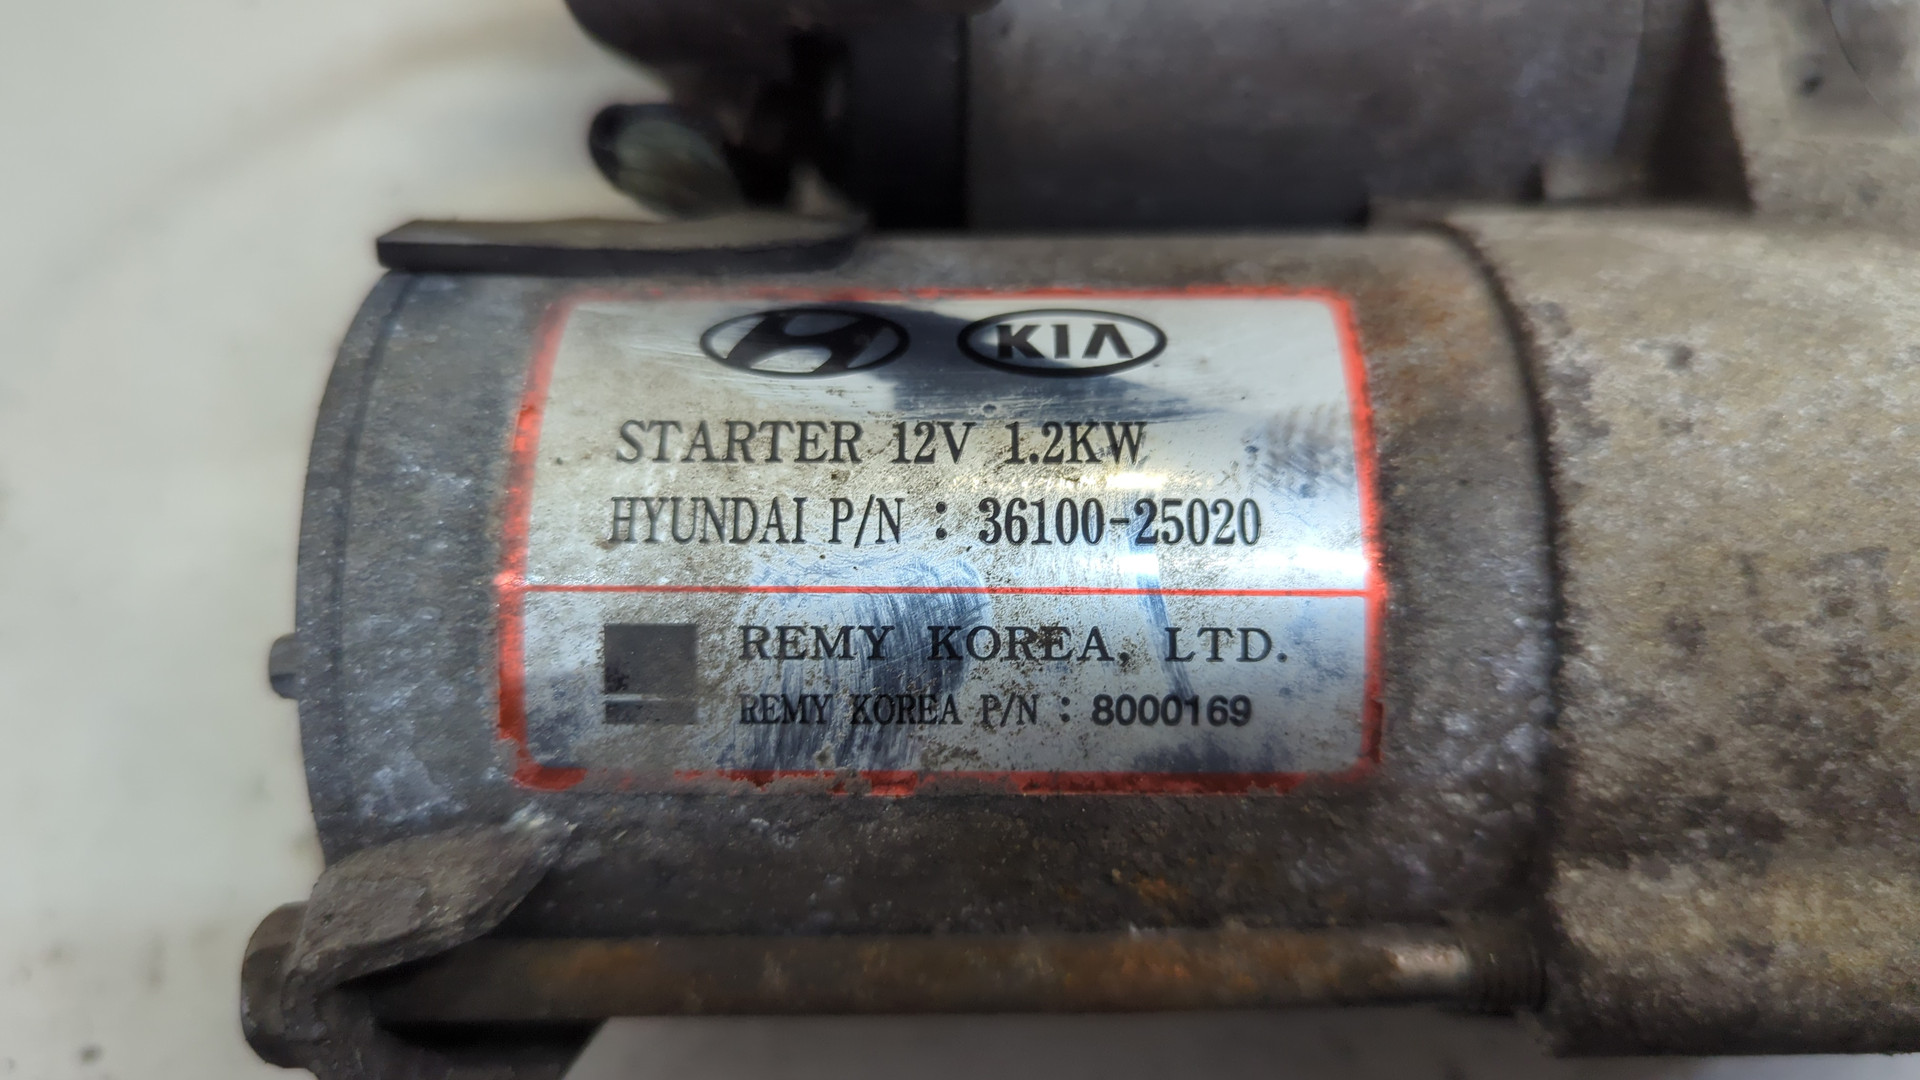 KIA
STARTER 12V 1.2KW
HYUNDAI P/N : 36100-25020
REMY KOREA, LTD.
REMY KOREA P/N : 8000169